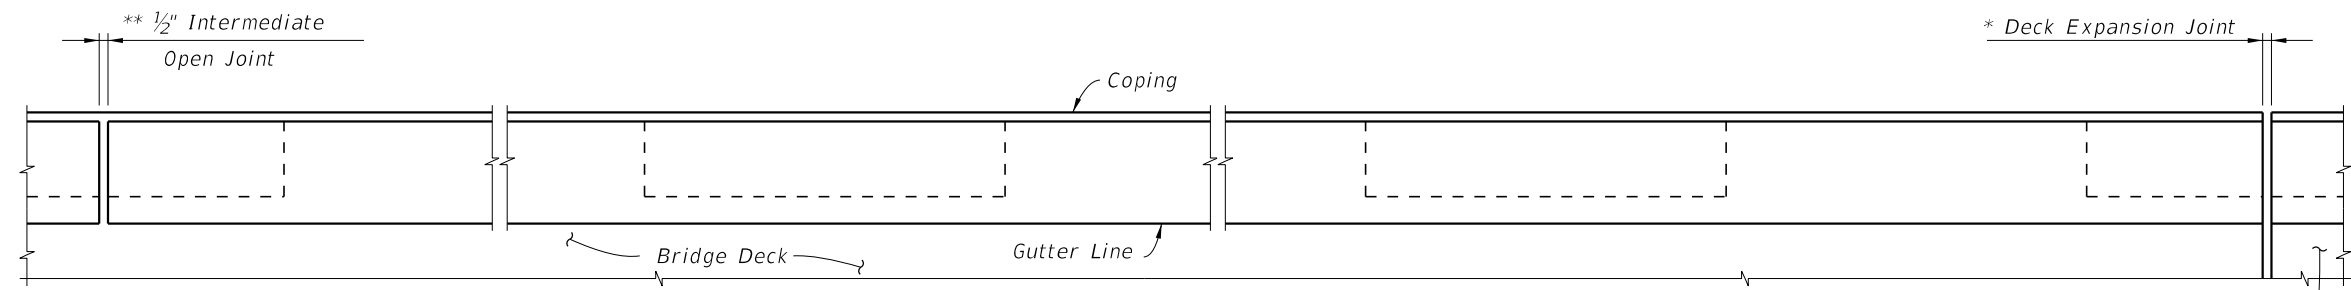 ** ½" Intermediate
Open Joint
* Deck Expansion Joint
Coping
Bridge Deck
Gutter Line